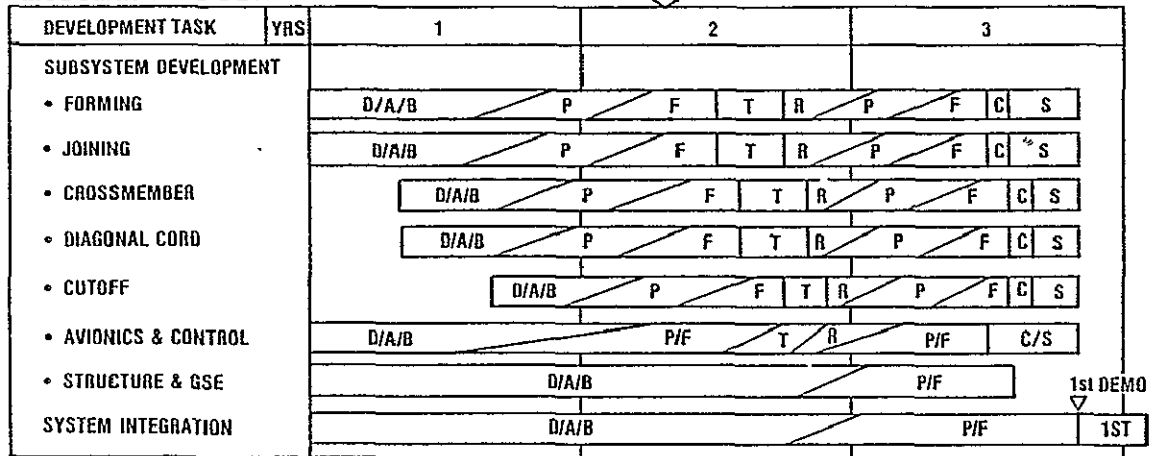 DEVELOPMENT TASK YRS 1 2 3
SUBSYSTEM DEVELOPMENT
• FORMING D/A/B P F T R P F C S
• JOINING D/A/B P F T R P F C S
• CROSSMEMBER D/A/B P F T R P F C S
• DIAGONAL CORD D/A/B P F T R P F C S
• CUTOFF D/A/B P F T R P F C S
• AVIONICS & CONTROL D/A/B P/F T R P/F C/S
• STRUCTURE & GSE D/A/B P/F
1st DEMO
SYSTEM INTEGRATION D/A/B P/F 1ST